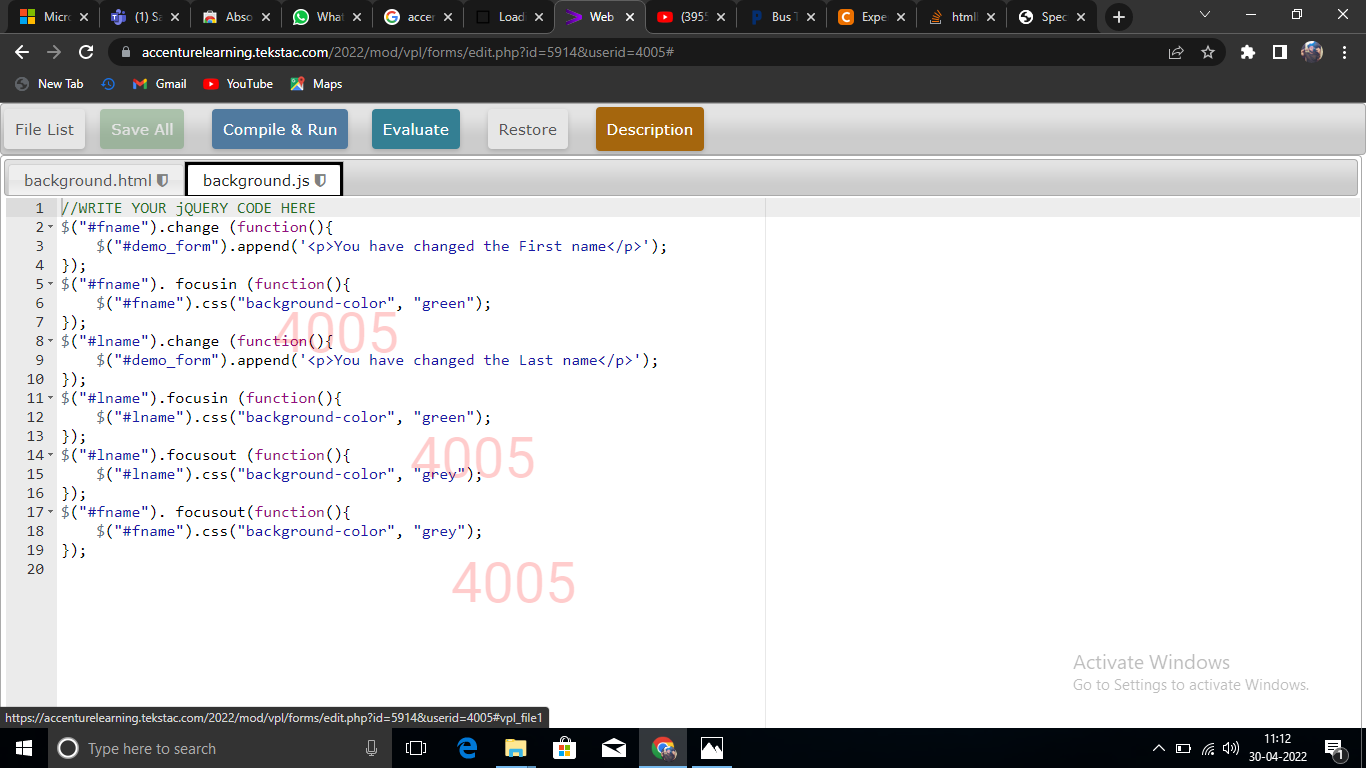 Micro
(1) Sa
Abso
What
accer
Loadi
Web
(3955
Bus T
Expe
htmll
Spec
accenturelearning.tekstac.com/2022/mod/vpl/forms/edit.php?id=5914&userid=4005#
New Tab
Gmail
YouTube
Maps
File List
Save All
Compile & Run
Evaluate
Restore
Description
background.html
background.js
1 //WRITE YOUR jQUERY CODE HERE
2 $("#fname").change (function(){
3 $("#demo_form").append('<p>You have changed the First name</p>');
4 });
5 $("#fname"). focusin (function(){
6 $("#fname").css("background-color", "green");
7 });
8 $("#lname").change (function(){
9 $("#demo_form").append('<p>You have changed the Last name</p>');
10 });
11 $("#lname").focusin (function(){
12 $("#lname").css("background-color", "green");
13 });
14 $("#lname").focusout (function(){
15 $("#lname").css("background-color", "grey");
16 });
17 $("#fname"). focusout(function(){
18 $("#fname").css("background-color", "grey");
19 });
20
4005
4005
4005
Activate Windows
Go to Settings to activate Windows.
https://accenturelearning.tekstac.com/2022/mod/vpl/forms/edit.php?id=5914&userid=4005#vpl_file1
Type here to search
11:12
30-04-2022
1